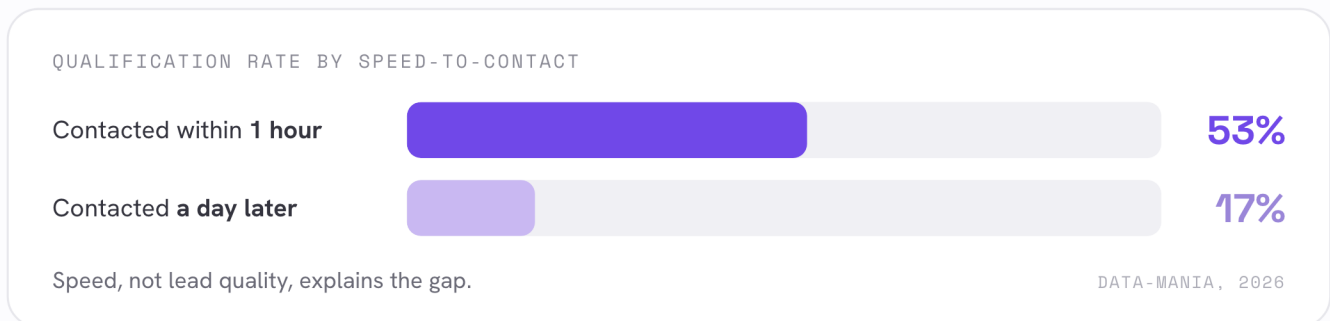 QUALIFICATION RATE BY SPEED-TO-CONTACT
Contacted within 1 hour 53%
Contacted a day later 17%
Speed, not lead quality, explains the gap. DATA-MANIA, 2026